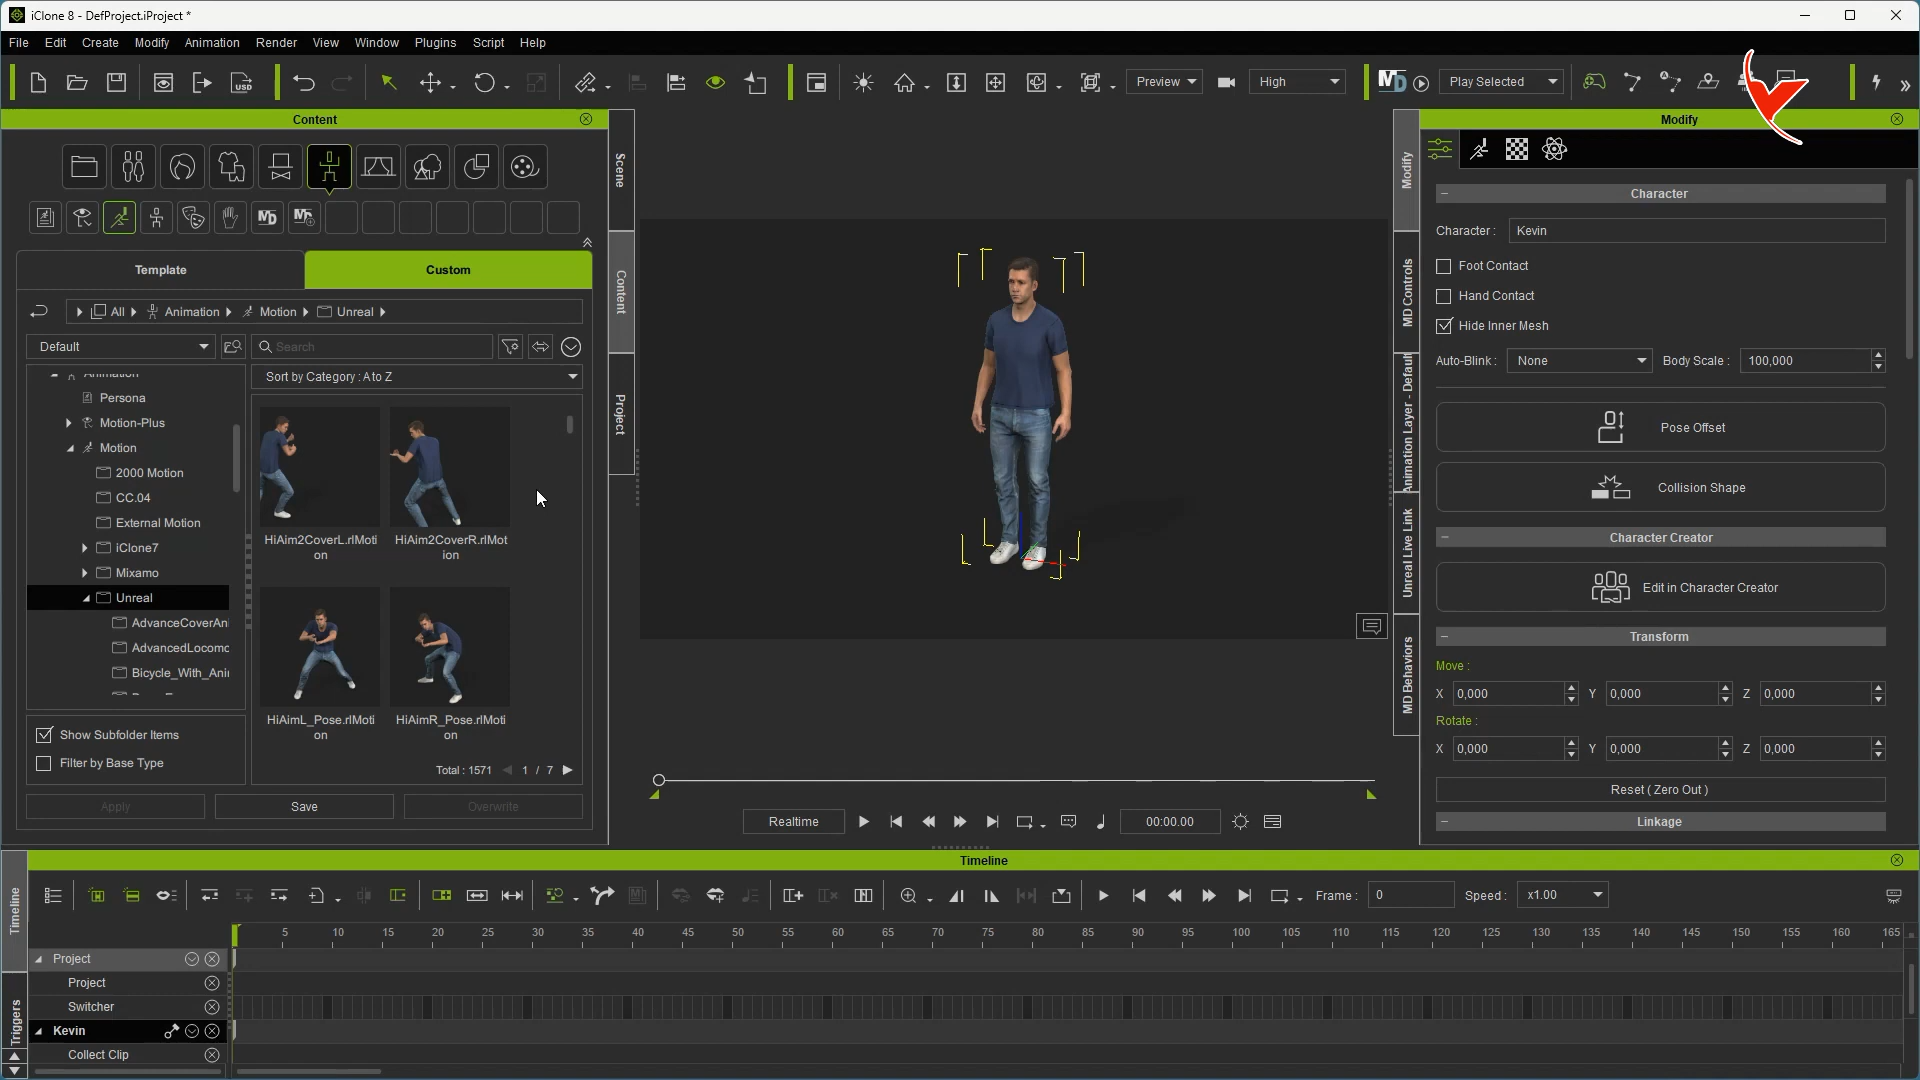 iClone 8 - DefProject.iProject *
File Edit Create Modify Animation Render View Window Plugins Script Help
USD
Preview
High
MD
Play Selected
Content
Scene
Content
Project
MD
MD
Template
Custom
All Animation Motion Unreal
Default
Search
Sort by Category : A to Z
Animation
Persona
Motion-Plus
Motion
2000 Motion
CC.04
External Motion
iClone7
Mixamo
Unreal
AdvanceCoverAni
AdvancedLocomo
Bicycle_With_Ani
HiAim2CoverL.rlMoti
on
HiAim2CoverR.rlMot
ion
HiAimL_Pose.rlMoti
on
HiAimR_Pose.rlMoti
on
Show Subfolder Items
Filter by Base Type
Total : 1571 1 / 7
Apply
Save
Overwrite
Realtime
00:00.00
Modify
MD Controls
Animation Layer - Default
Unreal Live Link
MD Behaviors
Modify
Character
Character : Kevin
Foot Contact
Hand Contact
Hide Inner Mesh
Auto-Blink : None Body Scale : 100,000
Pose Offset
Collision Shape
Character Creator
Edit in Character Creator
Transform
Move :
X 0,000 Y 0,000 Z 0,000
Rotate :
X 0,000 Y 0,000 Z 0,000
Reset ( Zero Out )
Linkage
Timeline
Timeline
Triggers
Frame : 0 Speed : x1.00
5 10 15 20 25 30 35 40 45 50 55 60 65 70 75 80 85 90 95 100 105 110 115 120 125 130 135 140 145 150 155 160 165
Project
Project
Switcher
Kevin
Collect Clip